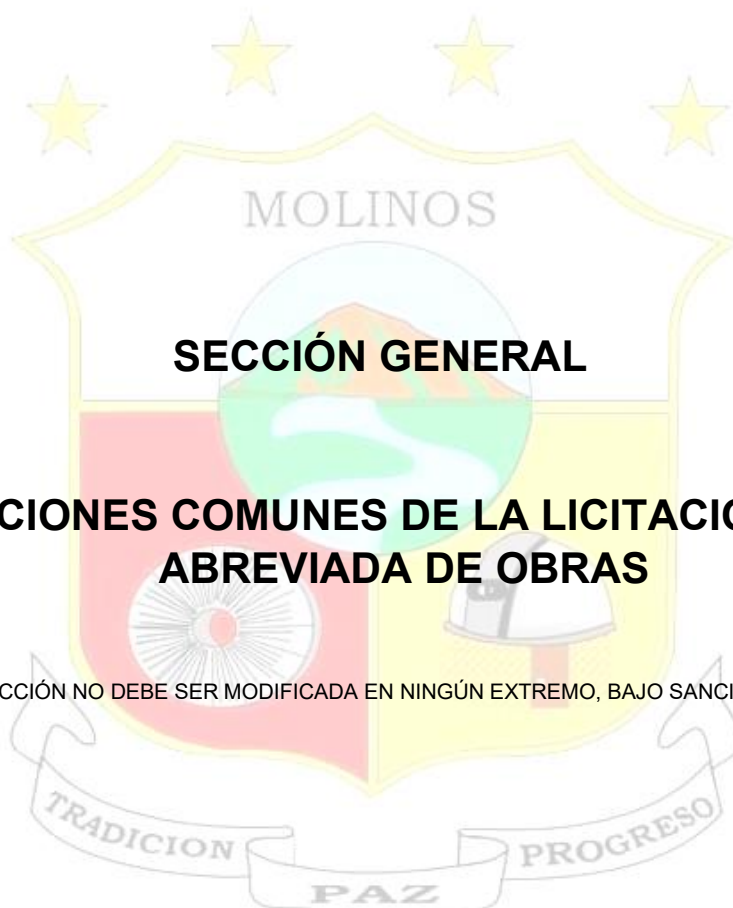 MOLINOS
SECCIÓN GENERAL
CIONES COMUNES DE LA LICITACIO
ABREVIADA DE OBRAS
CCIÓN NO DEBE SER MODIFICADA EN NINGÚN EXTREMO, BAJO SANCI
TRADICION
PAZ
PROGRESO